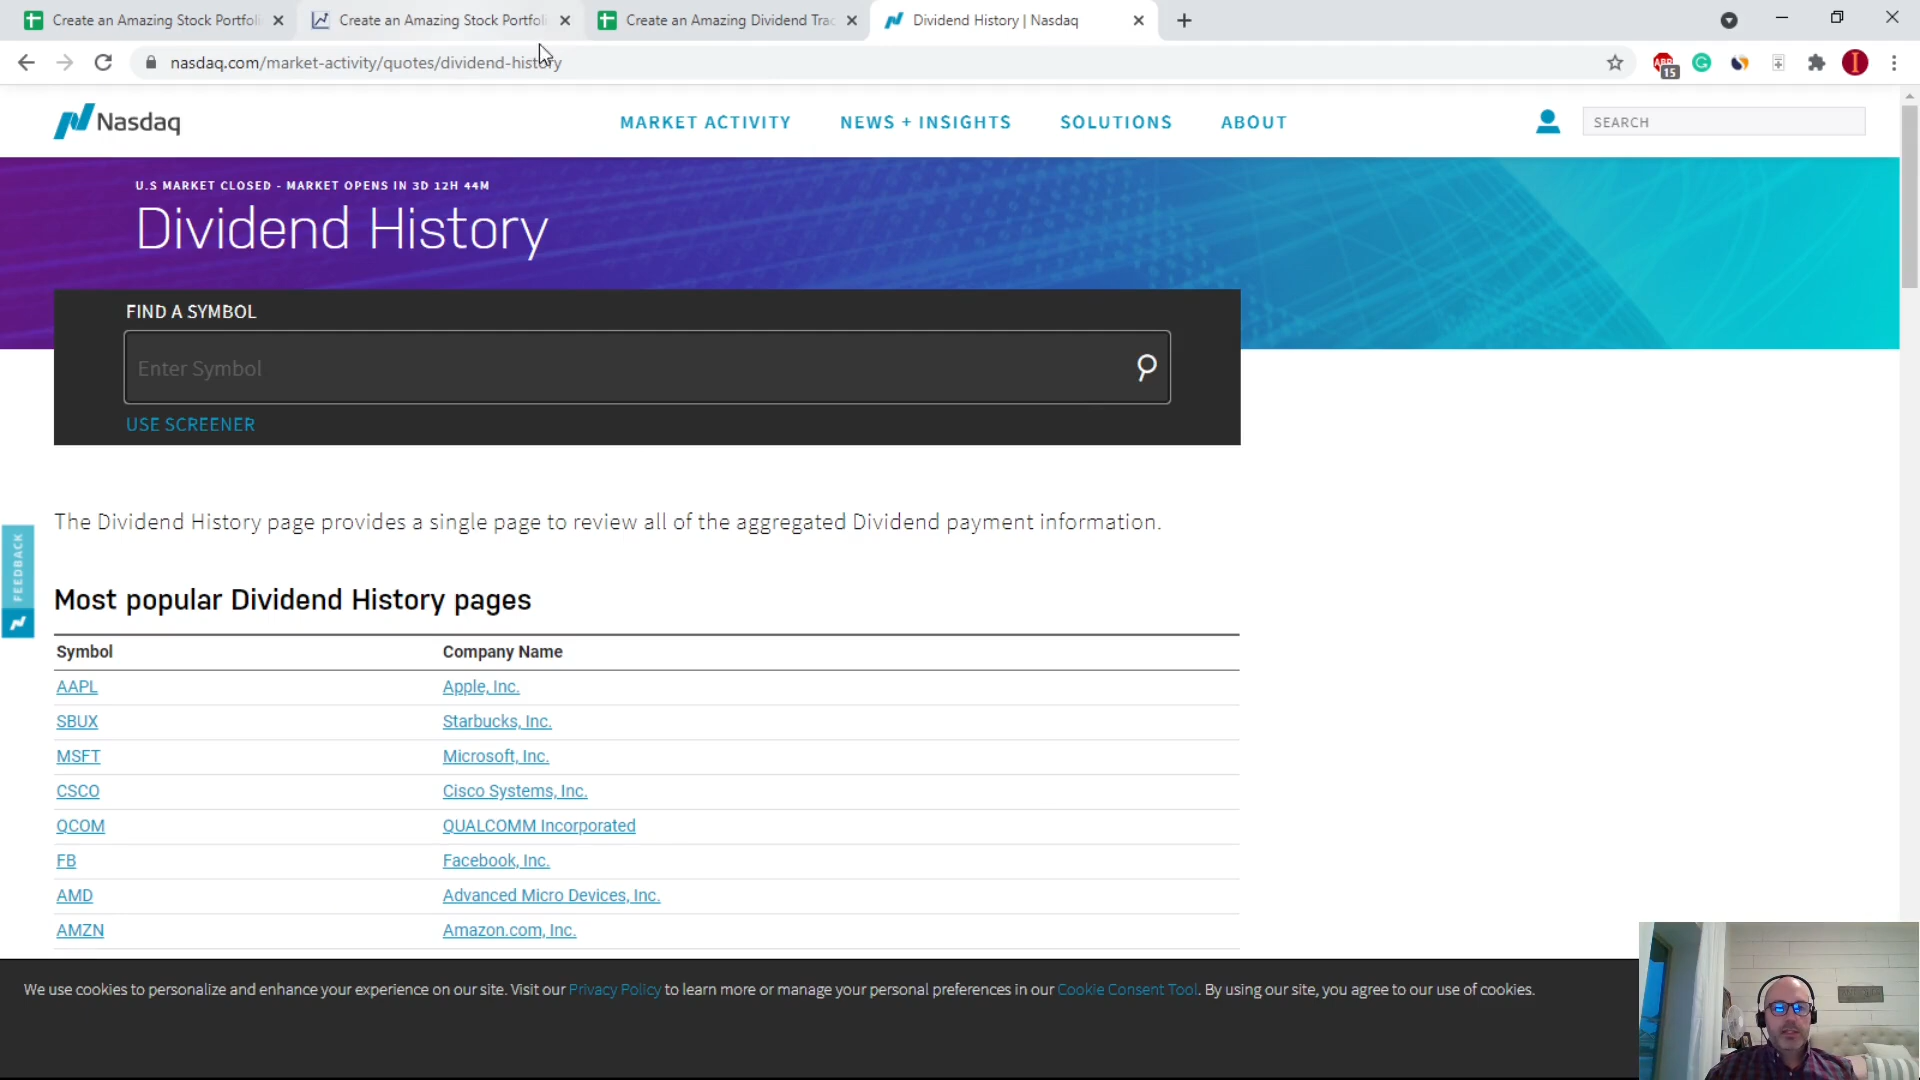 Create an Amazing Stock Portfoli
Create an Amazing Stock Portfoli
Create an Amazing Dividend Trac
Dividend History | Nasdaq
nasdaq.com/market-activity/quotes/dividend-history
ABP
15
I
Nasdaq
MARKET ACTIVITY
NEWS + INSIGHTS
SOLUTIONS
ABOUT
SEARCH
U.S MARKET CLOSED - MARKET OPENS IN 3D 12H 44M
Dividend History
FIND A SYMBOL
Enter Symbol
USE SCREENER
The Dividend History page provides a single page to review all of the aggregated Dividend payment information.
FEEDBACK
Most popular Dividend History pages
Symbol Company Name
AAPL Apple, Inc.
SBUX Starbucks, Inc.
MSFT Microsoft, Inc.
CSCO Cisco Systems, Inc.
QCOM QUALCOMM Incorporated
FB Facebook, Inc.
AMD Advanced Micro Devices, Inc.
AMZN Amazon.com, Inc.
We use cookies to personalize and enhance your experience on our site. Visit our Privacy Policy to learn more or manage your personal preferences in our Cookie Consent Tool. By using our site, you agree to our use of cookies.